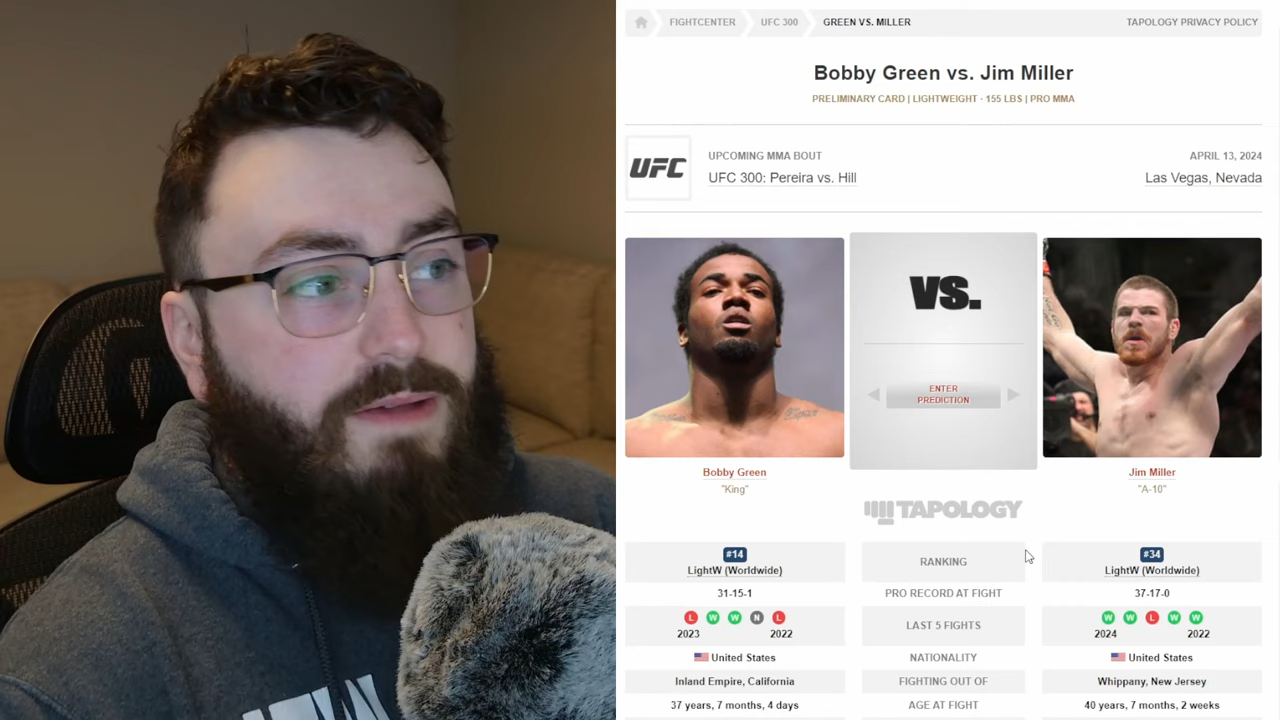 FIGHTCENTER
UFC 300
GREEN VS. MILLER
TAPOLOGY PRIVACY POLICY
Bobby Green vs. Jim Miller
PRELIMINARY CARD | LIGHTWEIGHT · 155 LBS | PRO MMA
UFC
UPCOMING MMA BOUT
APRIL 13, 2024
UFC 300: Pereira vs. Hill
Las Vegas, Nevada
VS.
ENTER
PREDICTION
Bobby Green
"King"
Jim Miller
"A-10"
TAPOLOGY
#14
LightW (Worldwide)
RANKING
#34
LightW (Worldwide)
31-15-1
PRO RECORD AT FIGHT
37-17-0
L W W N L
2023 2022
LAST 5 FIGHTS
W W L W W
2024 2022
United States
NATIONALITY
United States
Inland Empire, California
FIGHTING OUT OF
Whippany, New Jersey
37 years, 7 months, 4 days
AGE AT FIGHT
40 years, 7 months, 2 weeks